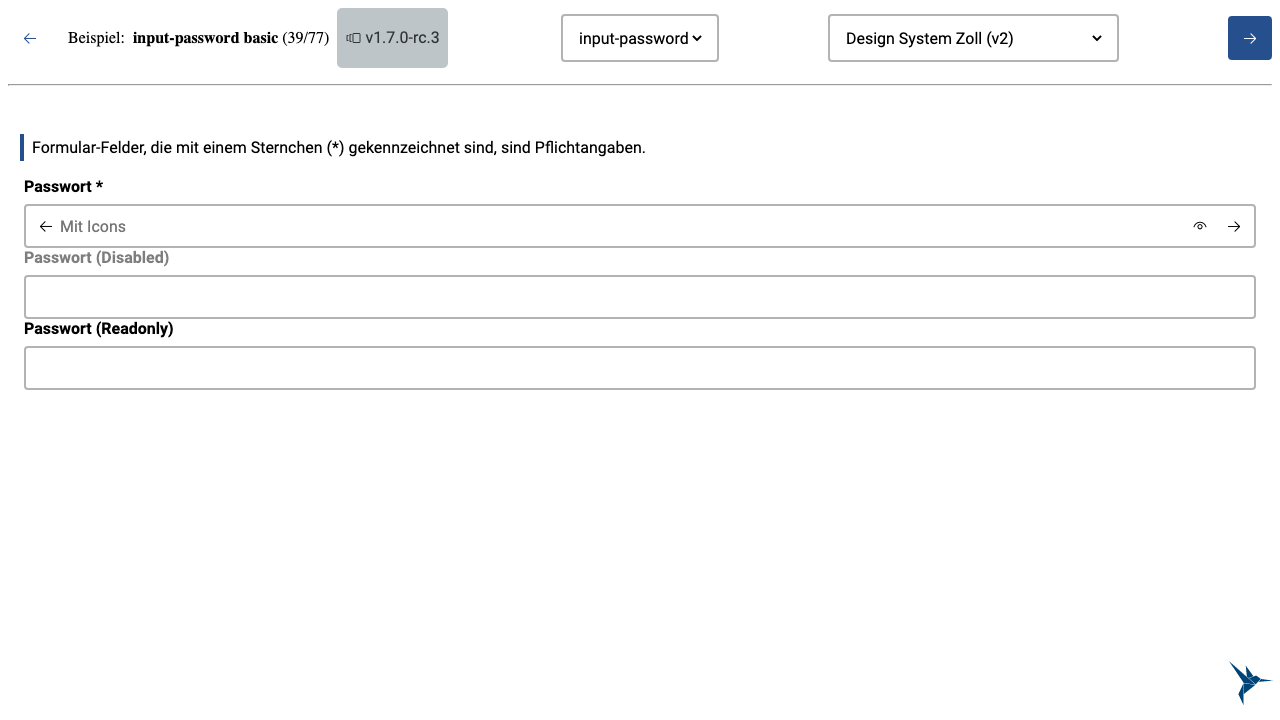 Beispiel: input-password basic (39/77) v1.7.0-rc.3 input-password Design System Zoll (v2)
Formular-Felder, die mit einem Sternchen (*) gekennzeichnet sind, sind Pflichtangaben.
Passwort *
Mit Icons
Passwort (Disabled)
Passwort (Readonly)